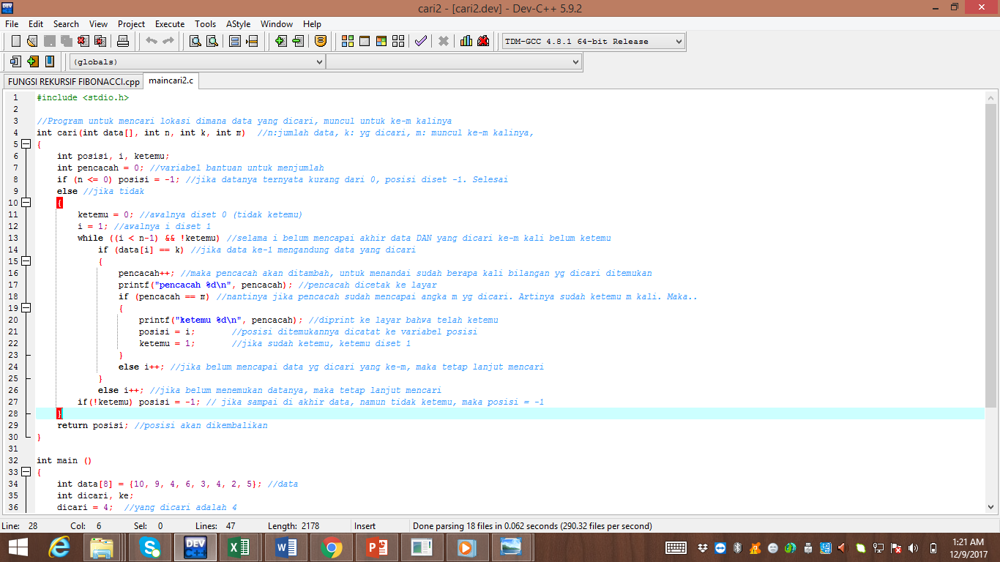 cari2 - [cari2.dev] - Dev-C++ 5.9.2
File Edit Search View Project Execute Tools AStyle Window Help
TDM-GCC 4.8.1 64-bit Release
(globals)
FUNGSI REKURSIF FIBONACCI.cpp maincari2.c
1 #include <stdio.h>
2
3 //Program untuk mencari lokasi dimana data yang dicari, muncul untuk ke-m kalinya
4 int cari(int data[], int n, int k, int m) //n:jumlah data, k: yg dicari, m: muncul ke-m kalinya,
5 {
6 int posisi, i, ketemu;
7 int pencacah = 0; //variabel bantuan untuk menjumlah
8 if (n <= 0) posisi = -1; //jika datanya ternyata kurang dari 0, posisi diset -1. Selesai
9 else //jika tidak
10 {
11 ketemu = 0; //awalnya diset 0 (tidak ketemu)
12 i = 1; //awalnya i diset 1
13 while ((i < n-1) && !ketemu) //selama i belum mencapai akhir data DAN yang dicari ke-m kali belum ketemu
14 if (data[i] == k) //jika data ke-1 mengandung data yang dicari
15 {
16 pencacah++; //maka pencacah akan ditambah, untuk menandai sudah berapa kali bilangan yg dicari ditemukan
17 printf("pencacah %d\n", pencacah); //pencacah dicetak ke layar
18 if (pencacah == m) //nantinya jika pencacah sudah mencapai angka m yg dicari. Artinya sudah ketemu m kali. Maka..
19 {
20 printf("ketemu %d\n", pencacah); //diprint ke layar bahwa telah ketemu
21 posisi = i; //posisi ditemukannya dicatat ke variabel posisi
22 ketemu = 1; //jika sudah ketemu, ketemu diset 1
23 }
24 else i++; //jika belum mencapai data yg dicari yang ke-m, maka tetap lanjut mencari
25 }
26 else i++; //jika belum menemukan datanya, maka tetap lanjut mencari
27 if(!ketemu) posisi = -1; // jika sampai di akhir data, namun tidak ketemu, maka posisi = -1
28 }
29 return posisi; //posisi akan dikembalikan
30 }
31
32 int main ()
33 {
34 int data[8] = {10, 9, 4, 6, 3, 4, 2, 5}; //data
35 int dicari, ke;
36 dicari = 4; //yang dicari adalah 4
Line: 28 Col: 6 Sel: 0 Lines: 47 Length: 2178 Insert Done parsing 18 files in 0.062 seconds (290.32 files per second)
DEV
1:21 AM
12/9/2017